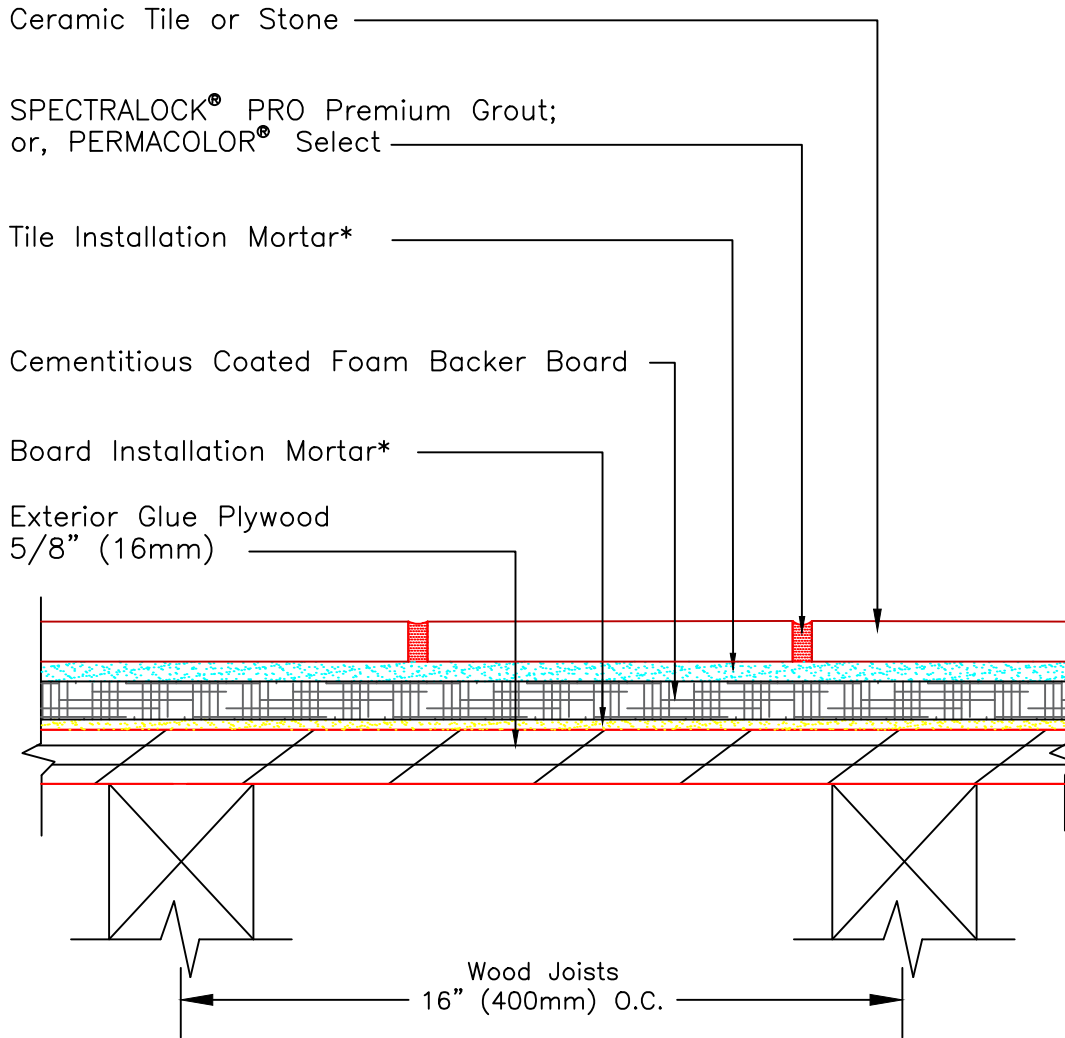 Ceramic Tile or Stone
SPECTRALOCK® PRO Premium Grout;
or, PERMACOLOR® Select
Tile Installation Mortar*
Cementitious Coated Foam Backer Board
Board Installation Mortar*
Exterior Glue Plywood
5/8” (16mm)
Wood Joists
16” (400mm) O.C.